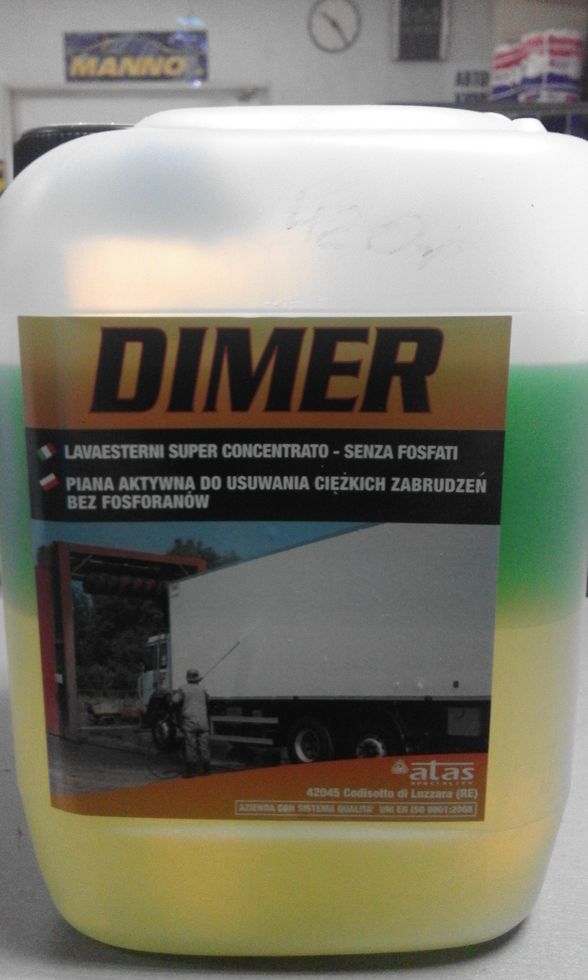 MANNOL
АВТО
DIMER
LAVAESTERNI SUPER CONCENTRATO - SENZA FOSFATI
PIANA AKTYWNA DO USUWANIA CIĘŻKICH ZABRUDZEŃ
BEZ FOSFORANÓW
atas
42045 Codisotto di Luzzara (RE)
AZIENDA CON SISTEMA QUALITA' UNI EN ISO 9001:2008